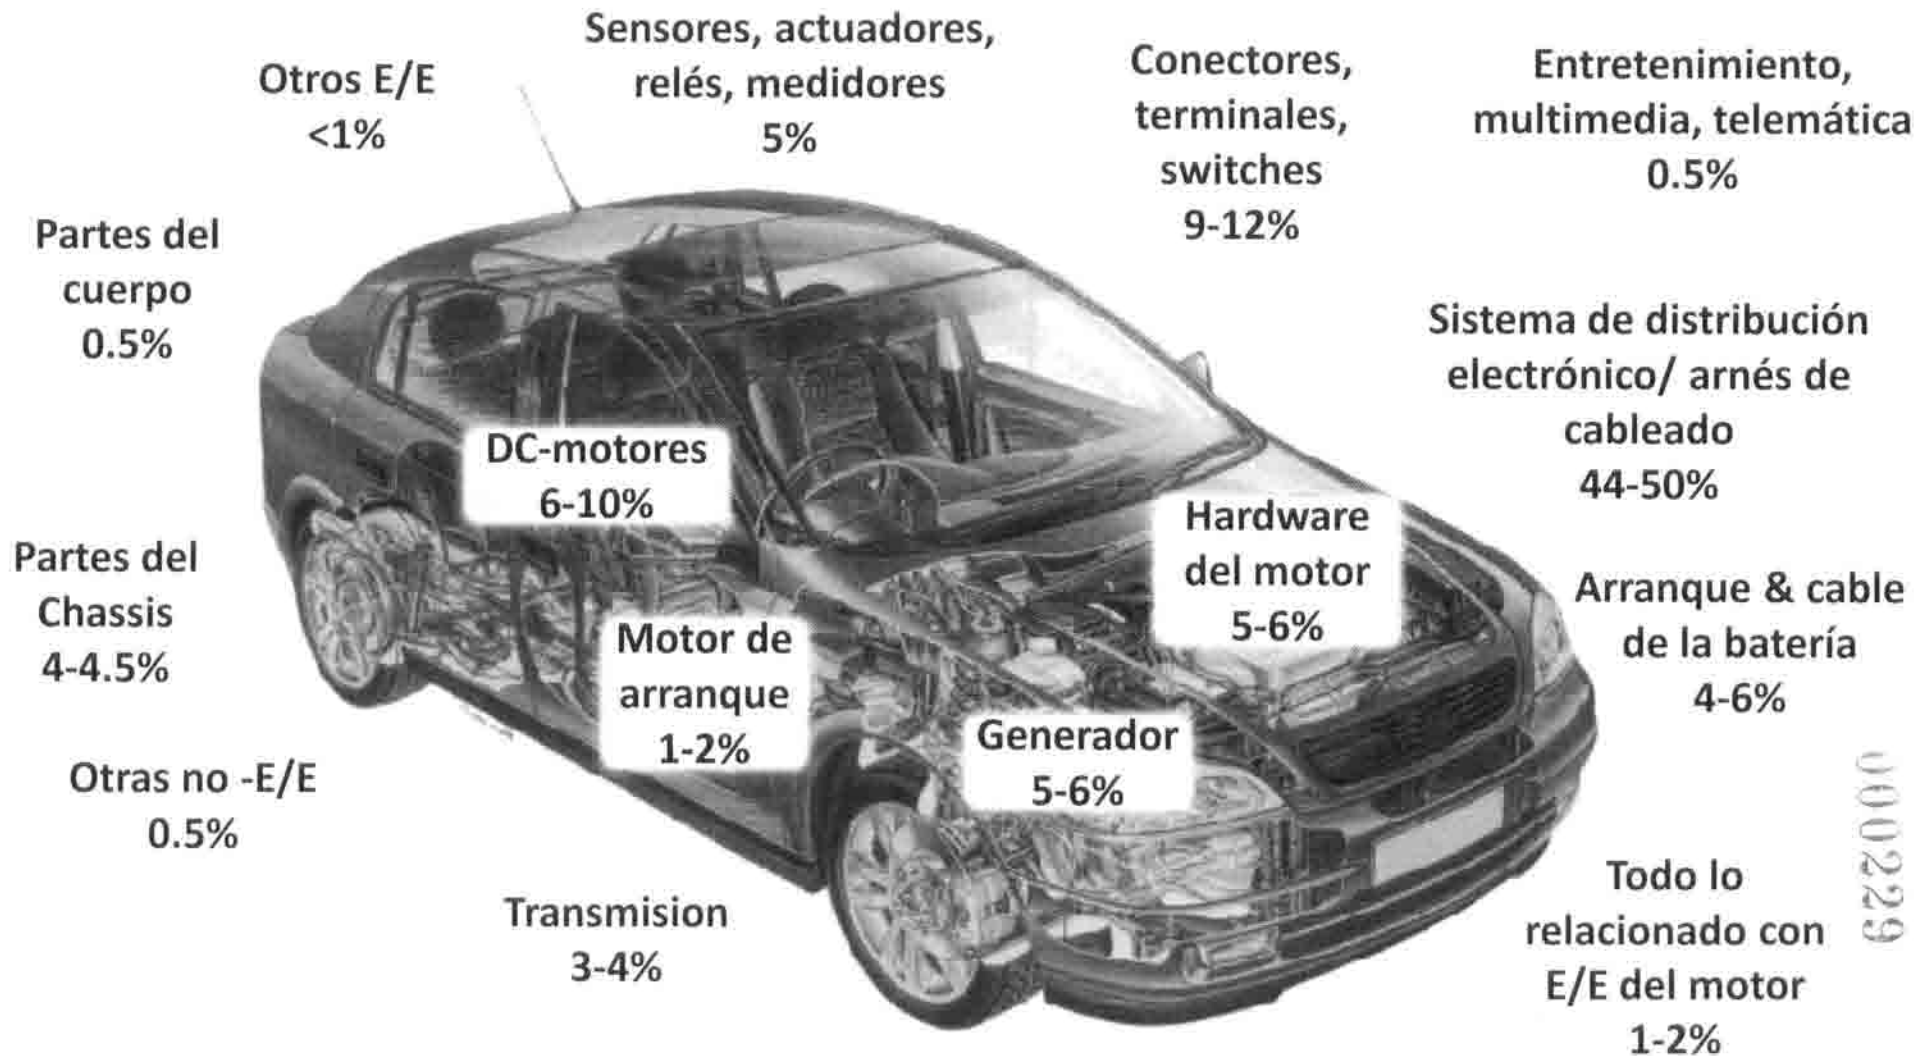 Otros E/E
<1%
Sensores, actuadores,
relés, medidores
5%
Conectores,
terminales,
switches
9-12%
Entretenimiento,
multimedia, telemática
0.5%
Partes del
cuerpo
0.5%
Sistema de distribución
electrónico/ arnés de
cableado
44-50%
DC-motores
6-10%
Hardware
del motor
5-6%
Partes del
Chassis
4-4.5%
Arranque & cable
de la batería
4-6%
Motor de
arranque
1-2%
Generador
5-6%
Otras no -E/E
0.5%
Transmision
3-4%
Todo lo
relacionado con
E/E del motor
1-2%
000229